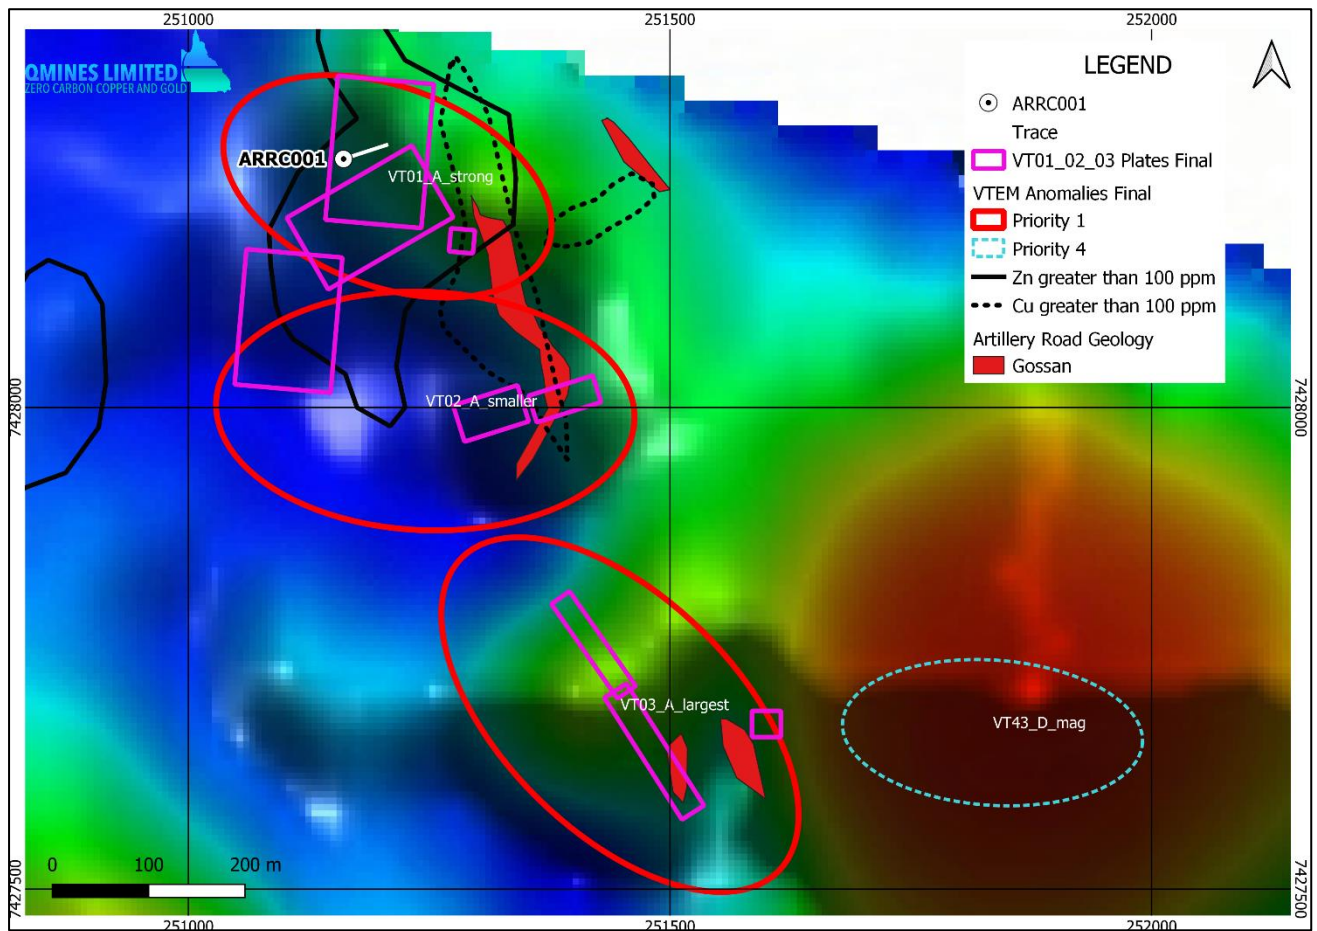 251000
251500
252000
QMINES LIMITED
ZERO CARBON COPPER AND GOLD
LEGEND
ARRC001
Trace
VT01_02_03 Plates Final
VTEM Anomalies Final
Priority 1
Priority 4
Zn greater than 100 ppm
Cu greater than 100 ppm
Artillery Road Geology
Gossan
ARRC001
VT01_A_strong
7428000
7428000
VT02_A_smaller
VT03_A_largest
VT43_D_mag
0
100
200 m
7427500
7427500
251000
251500
252000